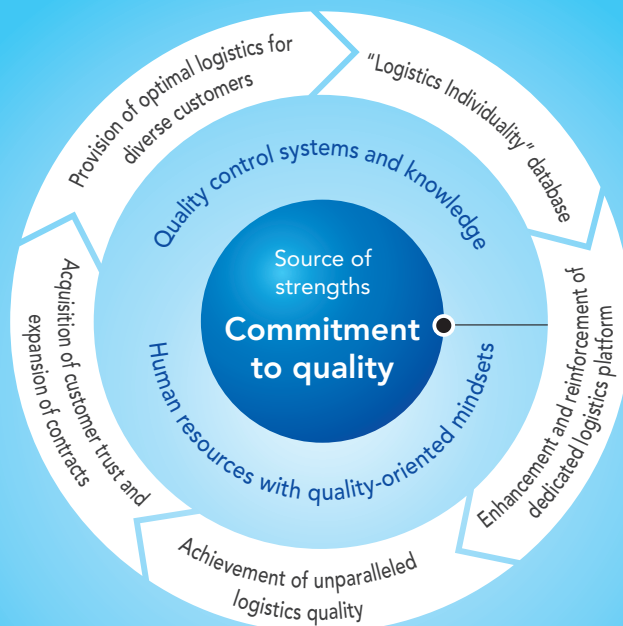 Provision of optimal logistics for
diverse customers
“Logistics Individuality” database
Quality control systems and knowledge
Source of
strengths
Commitment
to quality
Human resources with quality-oriented mindsets
Enhancement and reinforcement of
dedicated logistics platform
Achievement of unparalleled
logistics quality
Acquisition of customer trust and
expansion of contracts